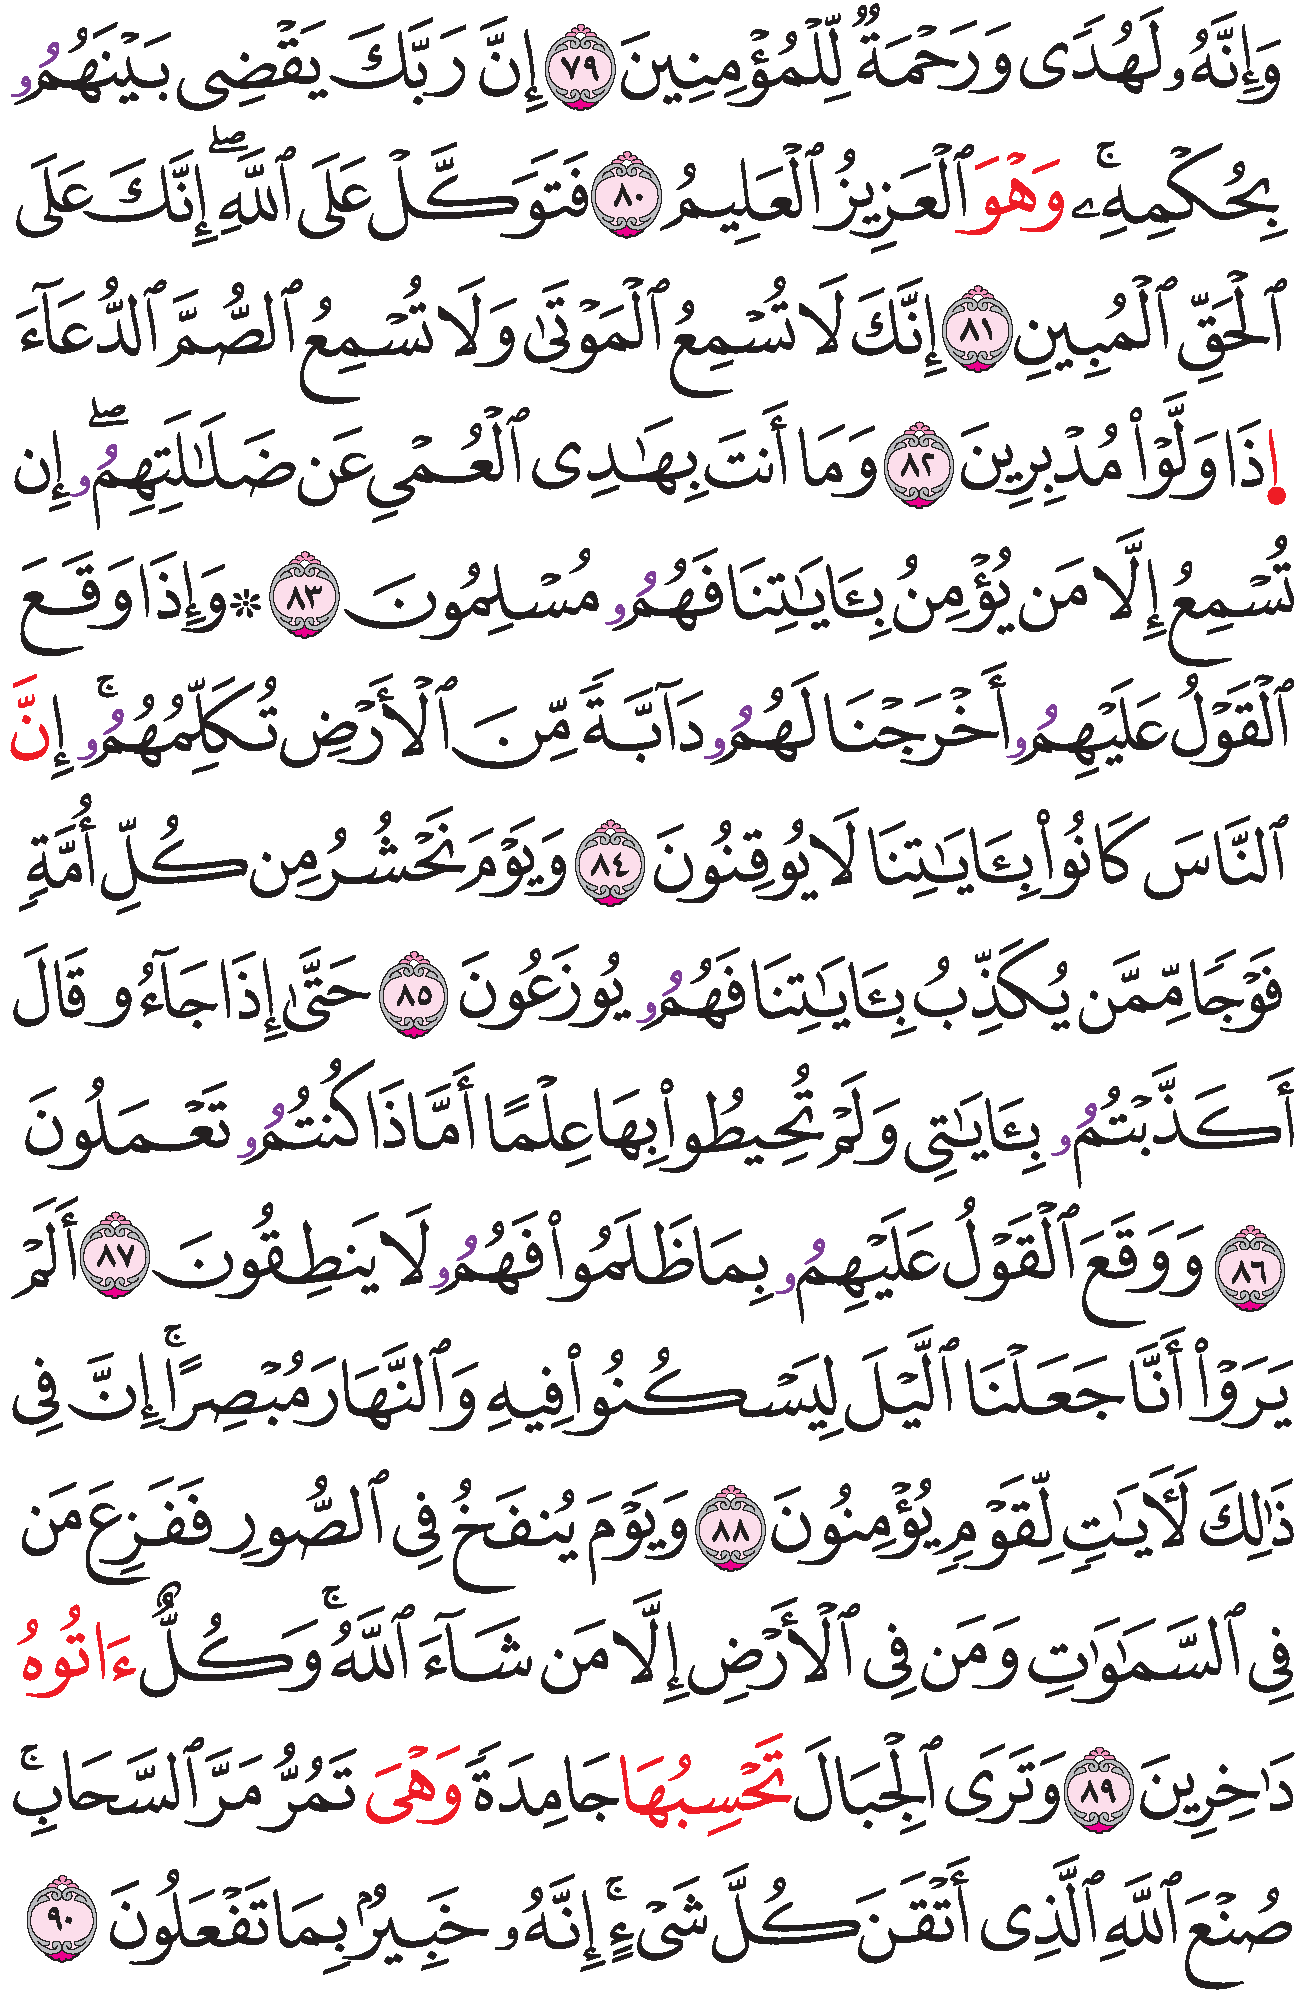 وَإِنَّهُۥ لَهُدًى وَرَحْمَةٌ لِّلْمُؤْمِنِينَ ٧٩ إِنَّ رَبَّكَ يَقْضِى بَيْنَهُمُۥ
بِحُكْمِهِۦۚ وَهْوَ ٱلْعَزِيزُ ٱلْعَلِيمُ ٨٠ فَتَوَكَّلْ عَلَى ٱللَّهِۖ إِنَّكَ عَلَى
ٱلْحَقِّ ٱلْمُبِينِ ٨١ إِنَّكَ لَا تُسْمِعُ ٱلْمَوْتَىٰ وَلَا تُسْمِعُ ٱلصُّمَّ ٱلدُّعَآءَ
اِذَا وَلَّوْا۟ مُدْبِرِينَ ٨٢ وَمَا أَنتَ بِهَـٰدِى ٱلْعُمْيِ عَن ضَلَـٰلَتِهِمُۥۖ إِن
تُسْمِعُ إِلَّا مَن يُؤْمِنُ بِـَٔايَـٰتِنَا فَهُمُۥ مُسْلِمُونَ ٨٣ ۞ وَإِذَا وَقَعَ
ٱلْقَوْلُ عَلَيْهِمُۥ أَخْرَجْنَا لَهُمُۥ دَآبَّةً مِّنَ ٱلْأَرْضِ تُكَلِّمُهُمُۥۚ إِنَّ
ٱلنَّاسَ كَانُوا۟ بِـَٔايَـٰتِنَا لَا يُوقِنُونَ ٨٤ وَيَوْمَ نَحْشُرُ مِن كُلِّ أُمَّةٍ
فَوْجًا مِّمَّن يُكَذِّبُ بِـَٔايَـٰتِنَا فَهُمُۥ يُوزَعُونَ ٨٥ حَتَّىٰ إِذَا جَآءُو قَالَ
أَكَذَّبْتُمُۥ بِـَٔايَـٰتِى وَلَمْ تُحِيطُوا۟ بِهَا عِلْمًا أَمَّاذَا كُنتُمُۥ تَعْمَلُونَ
٨٦ وَوَقَعَ ٱلْقَوْلُ عَلَيْهِمُۥ بِمَا ظَلَمُوا۟ فَهُمُۥ لَا يَنطِقُونَ ٨٧ أَلَمْ
يَرَوْا۟ أَنَّا جَعَلْنَا ٱلَّيْلَ لِيَسْكُنُوا۟ فِيهِ وَٱلنَّهَارَ مُبْصِرًاۚ إِنَّ فِى
ذَٰلِكَ لَـَٔايَـٰتٍ لِّقَوْمٍ يُؤْمِنُونَ ٨٨ وَيَوْمَ يُنفَخُ فِى ٱلصُّورِ فَفَزِعَ مَن
فِى ٱلسَّمَـٰوَٰتِ وَمَن فِى ٱلْأَرْضِ إِلَّا مَن شَآءَ ٱللَّهُۚ وَكُلٌّ ءَاتُوهُ
دَٰخِرِينَ ٨٩ وَتَرَى ٱلْجِبَالَ تَحْسِبُهَا جَامِدَةً وَهْىَ تَمُرُّ مَرَّ ٱلسَّحَابِۚ
صُنْعَ ٱللَّهِ ٱلَّذِى أَتْقَنَ كُلَّ شَىْءٍۚ إِنَّهُۥ خَبِيرٌۢ بِمَا تَفْعَلُونَ ٩٠